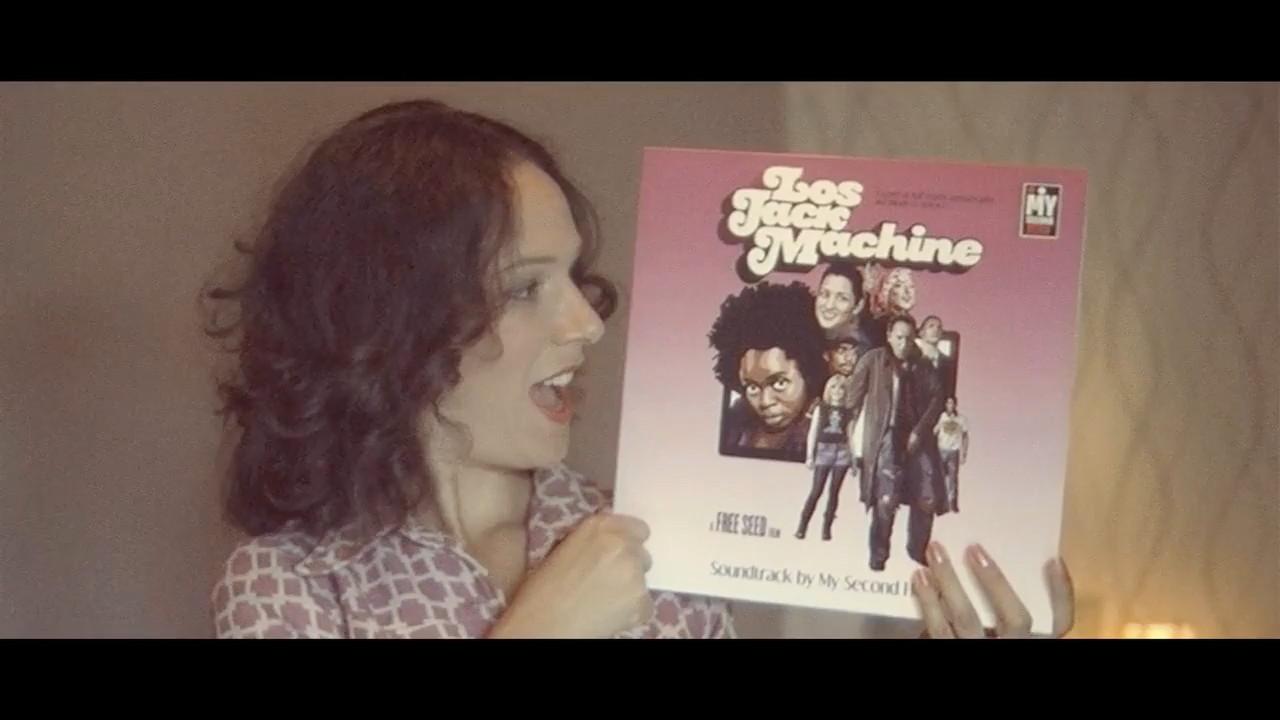 Los
Jack
Machine
MY
A FREE SEED FILM
Soundtrack by My Second